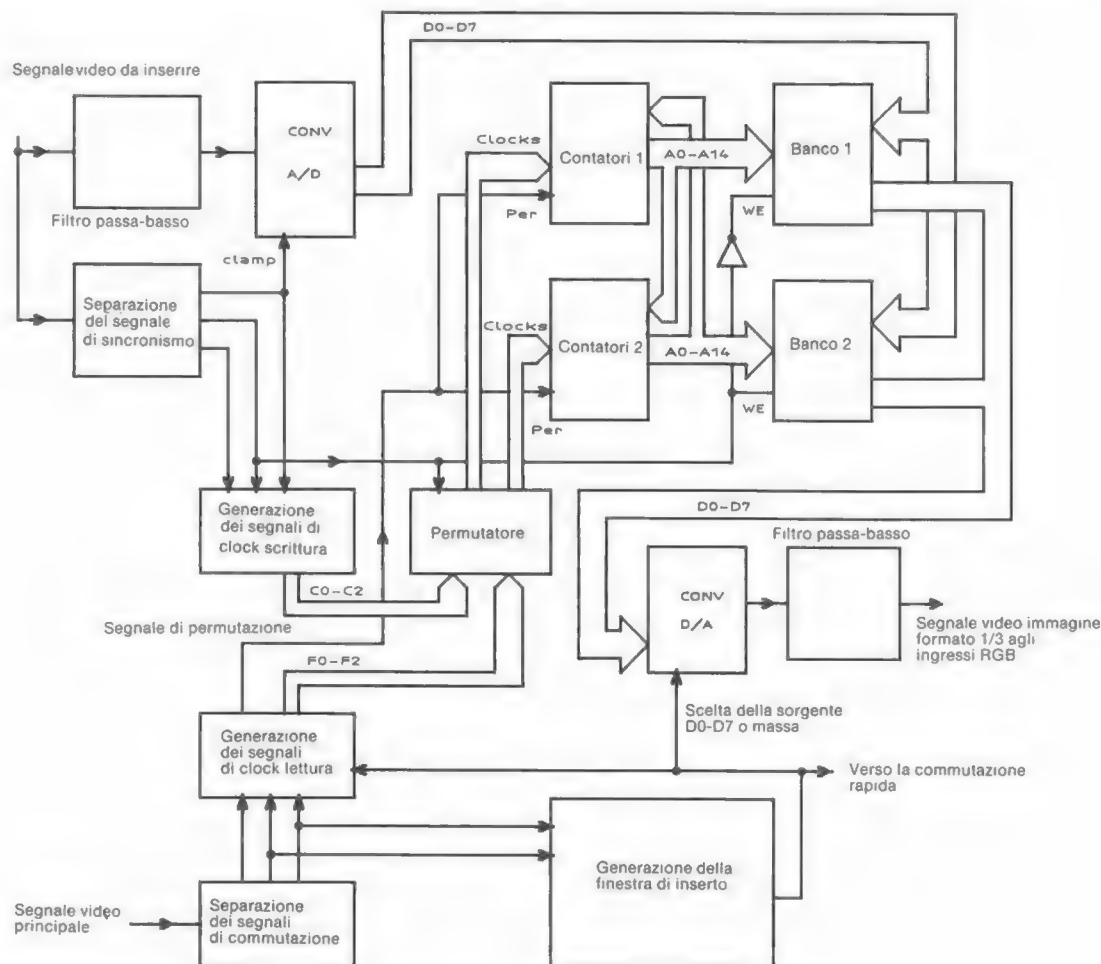 D0-D7
Segnale video da inserire
CONV
A/D
Filtro passa-basso
clamp
Clocks
Contatori 1
A0-A14
Banco 1
Per
WE
Separazione
del segnale
di sincronismo
Clocks
Contatori 2
A0-A14
Banco 2
Per
WE
Generazione
dei segnali di
clock scrittura
Permutatore
D0-D7
Filtro passa-basso
C0-C2
CONV
D/A
Segnale di permutazione
Segnale video immagine
formato 1/3 agli
ingressi RGB
F0-F2
Scelta della sorgente
D0-D7 o massa
Generazione
dei segnali
di clock lettura
Verso la commutazione
rapida
Generazione della
finestra di inserto
Segnale video
principale
Separazione
dei segnali
di commutazione